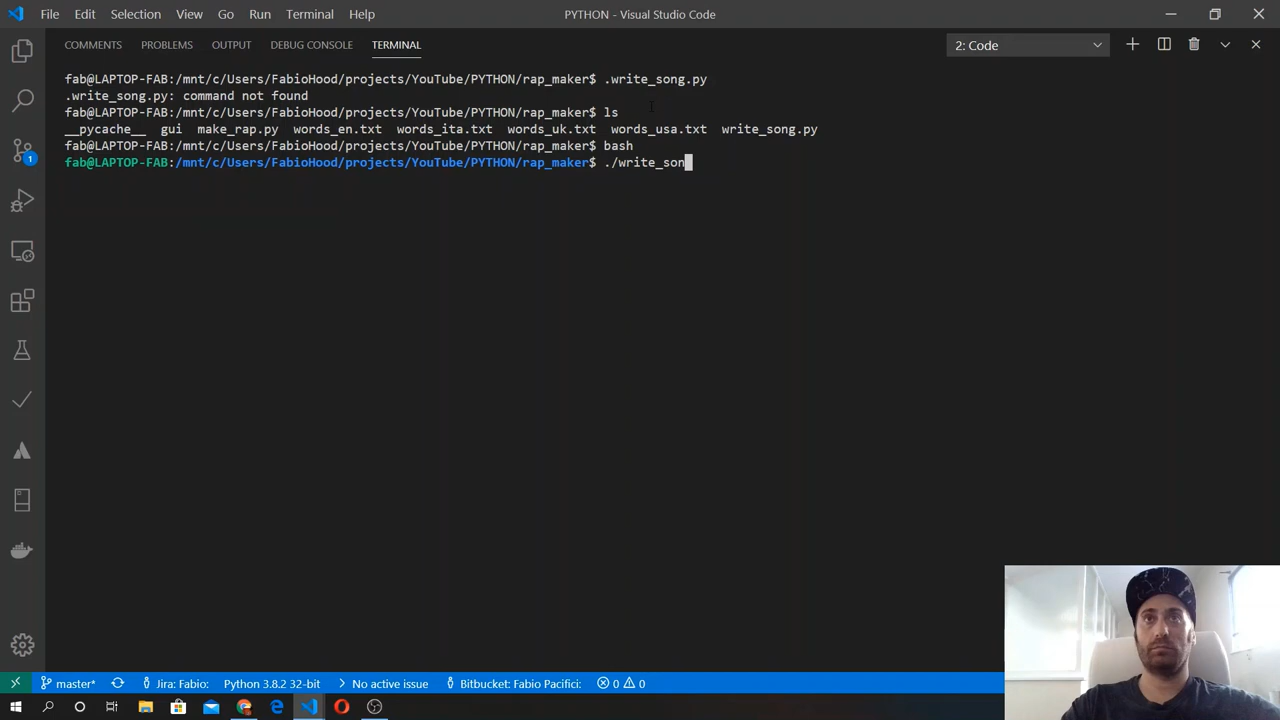 File Edit Selection View Go Run Terminal Help PYTHON - Visual Studio Code
COMMENTS PROBLEMS OUTPUT DEBUG CONSOLE TERMINAL 2: Code
fab@LAPTOP-FAB:/mnt/c/Users/FabioHood/projects/YouTube/PYTHON/rap_maker$ .write_song.py
.write_song.py: command not found
fab@LAPTOP-FAB:/mnt/c/Users/FabioHood/projects/YouTube/PYTHON/rap_maker$ ls
__pycache__ gui make_rap.py words_en.txt words_ita.txt words_uk.txt words_usa.txt write_song.py
fab@LAPTOP-FAB:/mnt/c/Users/FabioHood/projects/YouTube/PYTHON/rap_maker$ bash
fab@LAPTOP-FAB:/mnt/c/Users/FabioHood/projects/YouTube/PYTHON/rap_maker$ ./write_son
1
master* Jira: Fabio: Python 3.8.2 32-bit No active issue Bitbucket: Fabio Pacifici: 0 0